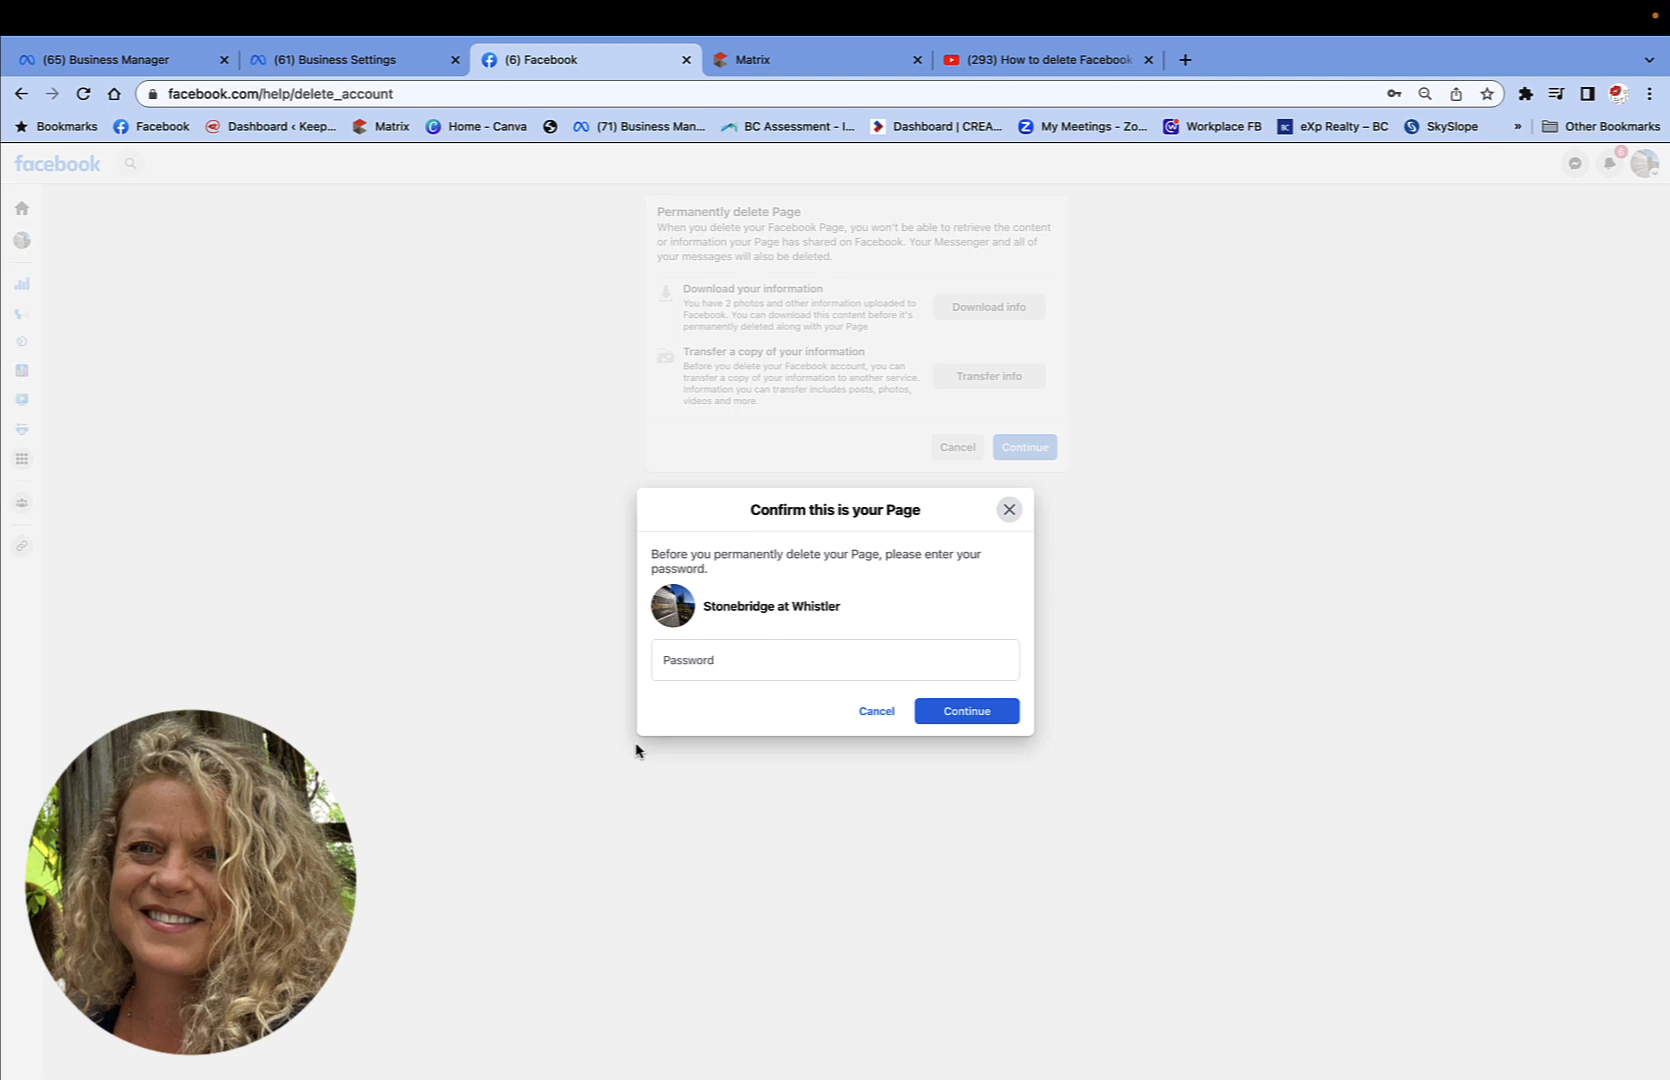 (65) Business Manager
(61) Business Settings
(6) Facebook
Matrix
(293) How to delete Facebook
facebook.com/help/delete_account
Bookmarks
Facebook
Dashboard ‹ Keep...
Matrix
Home - Canva
(71) Business Man...
BC Assessment - I...
Dashboard | CREA...
My Meetings - Zo...
Workplace FB
eXp Realty – BC
SkySlope
»
Other Bookmarks
facebook
6
Permanently delete Page
When you delete your Facebook Page, you won't be able to retrieve the content
or information your Page has shared on Facebook. Your Messenger and all of
your messages will also be deleted.
Download your information
You have 2 photos and other information uploaded to
Facebook. You can download this content before it's
permanently deleted along with your Page
Download info
Transfer a copy of your information
Before you delete your Facebook account, you can
transfer a copy of your information to another service.
Information you can transfer includes posts, photos,
videos and more.
Transfer info
Cancel
Continue
Confirm this is your Page
Before you permanently delete your Page, please enter your
password.
Stonebridge at Whistler
Password
Cancel
Continue